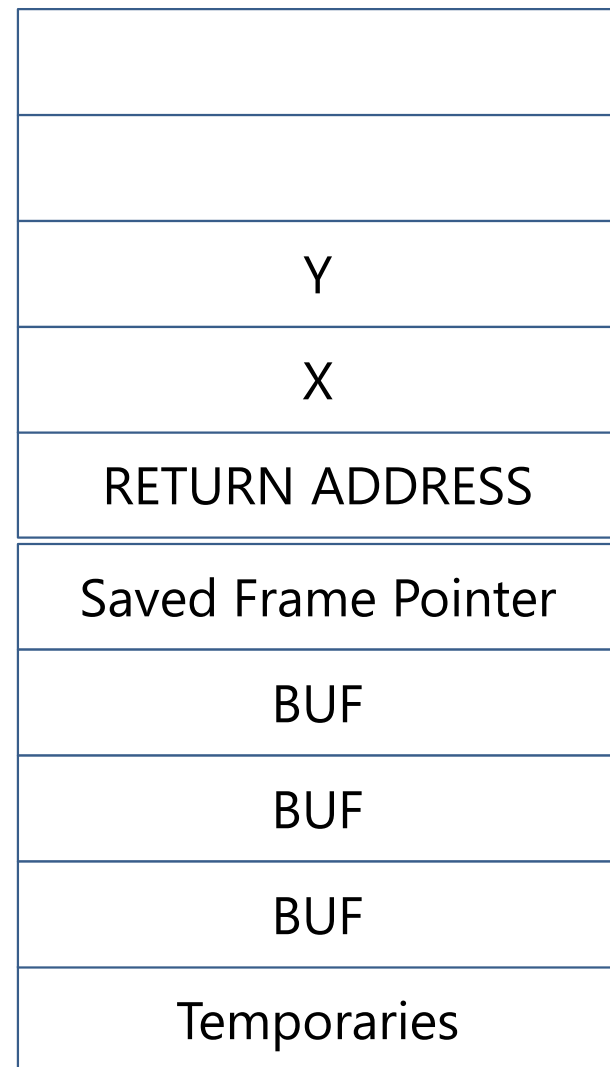 Y
X
RETURN ADDRESS
Saved Frame Pointer
BUF
BUF
BUF
Temporaries